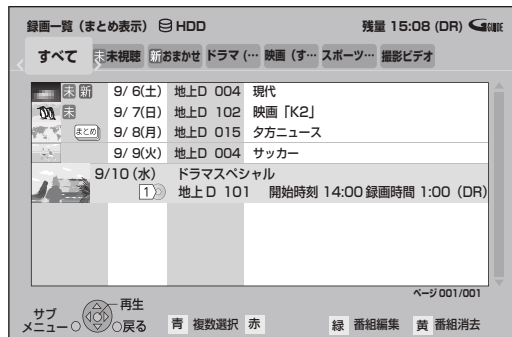 録画一覧（まとめ表示） HDD 残量 15:08 (DR) GGUIDE
すべて 未未視聴 新おまかせ ドラマ (… 映画（す… スポーツ… 撮影ビデオ
未 新 9/ 6(土) 地上D 004 現代
未 9/ 7(日) 地上D 102 映画「K2」
まとめ 9/ 8(月) 地上D 015 夕方ニュース
9/ 9(火) 地上D 004 サッカー
9/10 (水) ドラマスペシャル
1 地上D 101 開始時刻 14:00 録画時間 1:00（DR）
ページ 001/001
サブメニュー 再生 戻る 青 複数選択 赤 緑 番組編集 黄 番組消去